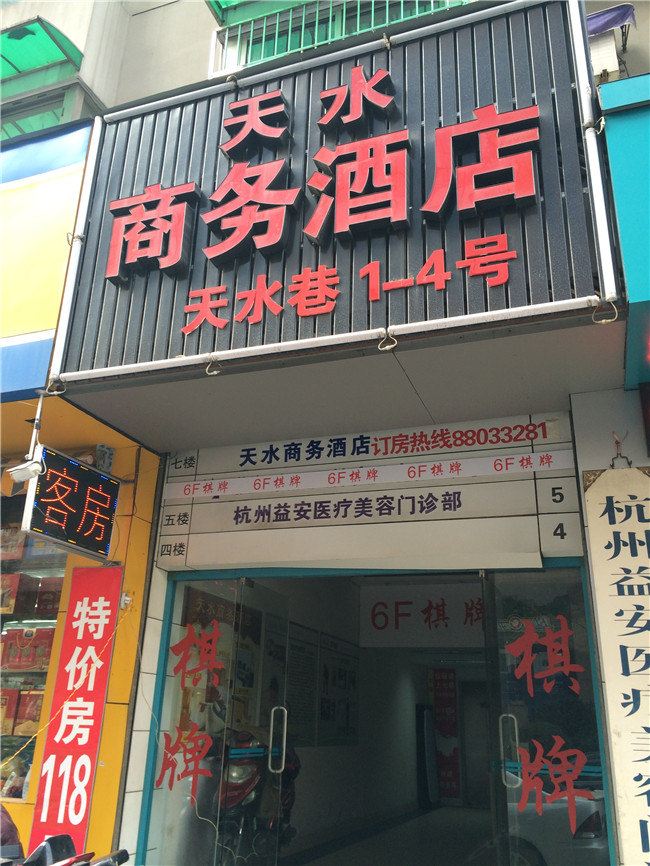 天水
商务酒店
天水巷 1-4号
七楼 天水商务酒店订房热线88033281
6F棋牌 6F棋牌 6F棋牌 6F棋牌 6F棋牌
五楼 杭州益安医疗美容门诊部 5
四楼 4
客房
特价房
118
6F棋牌
棋牌
棋牌
杭州益安医疗美容门